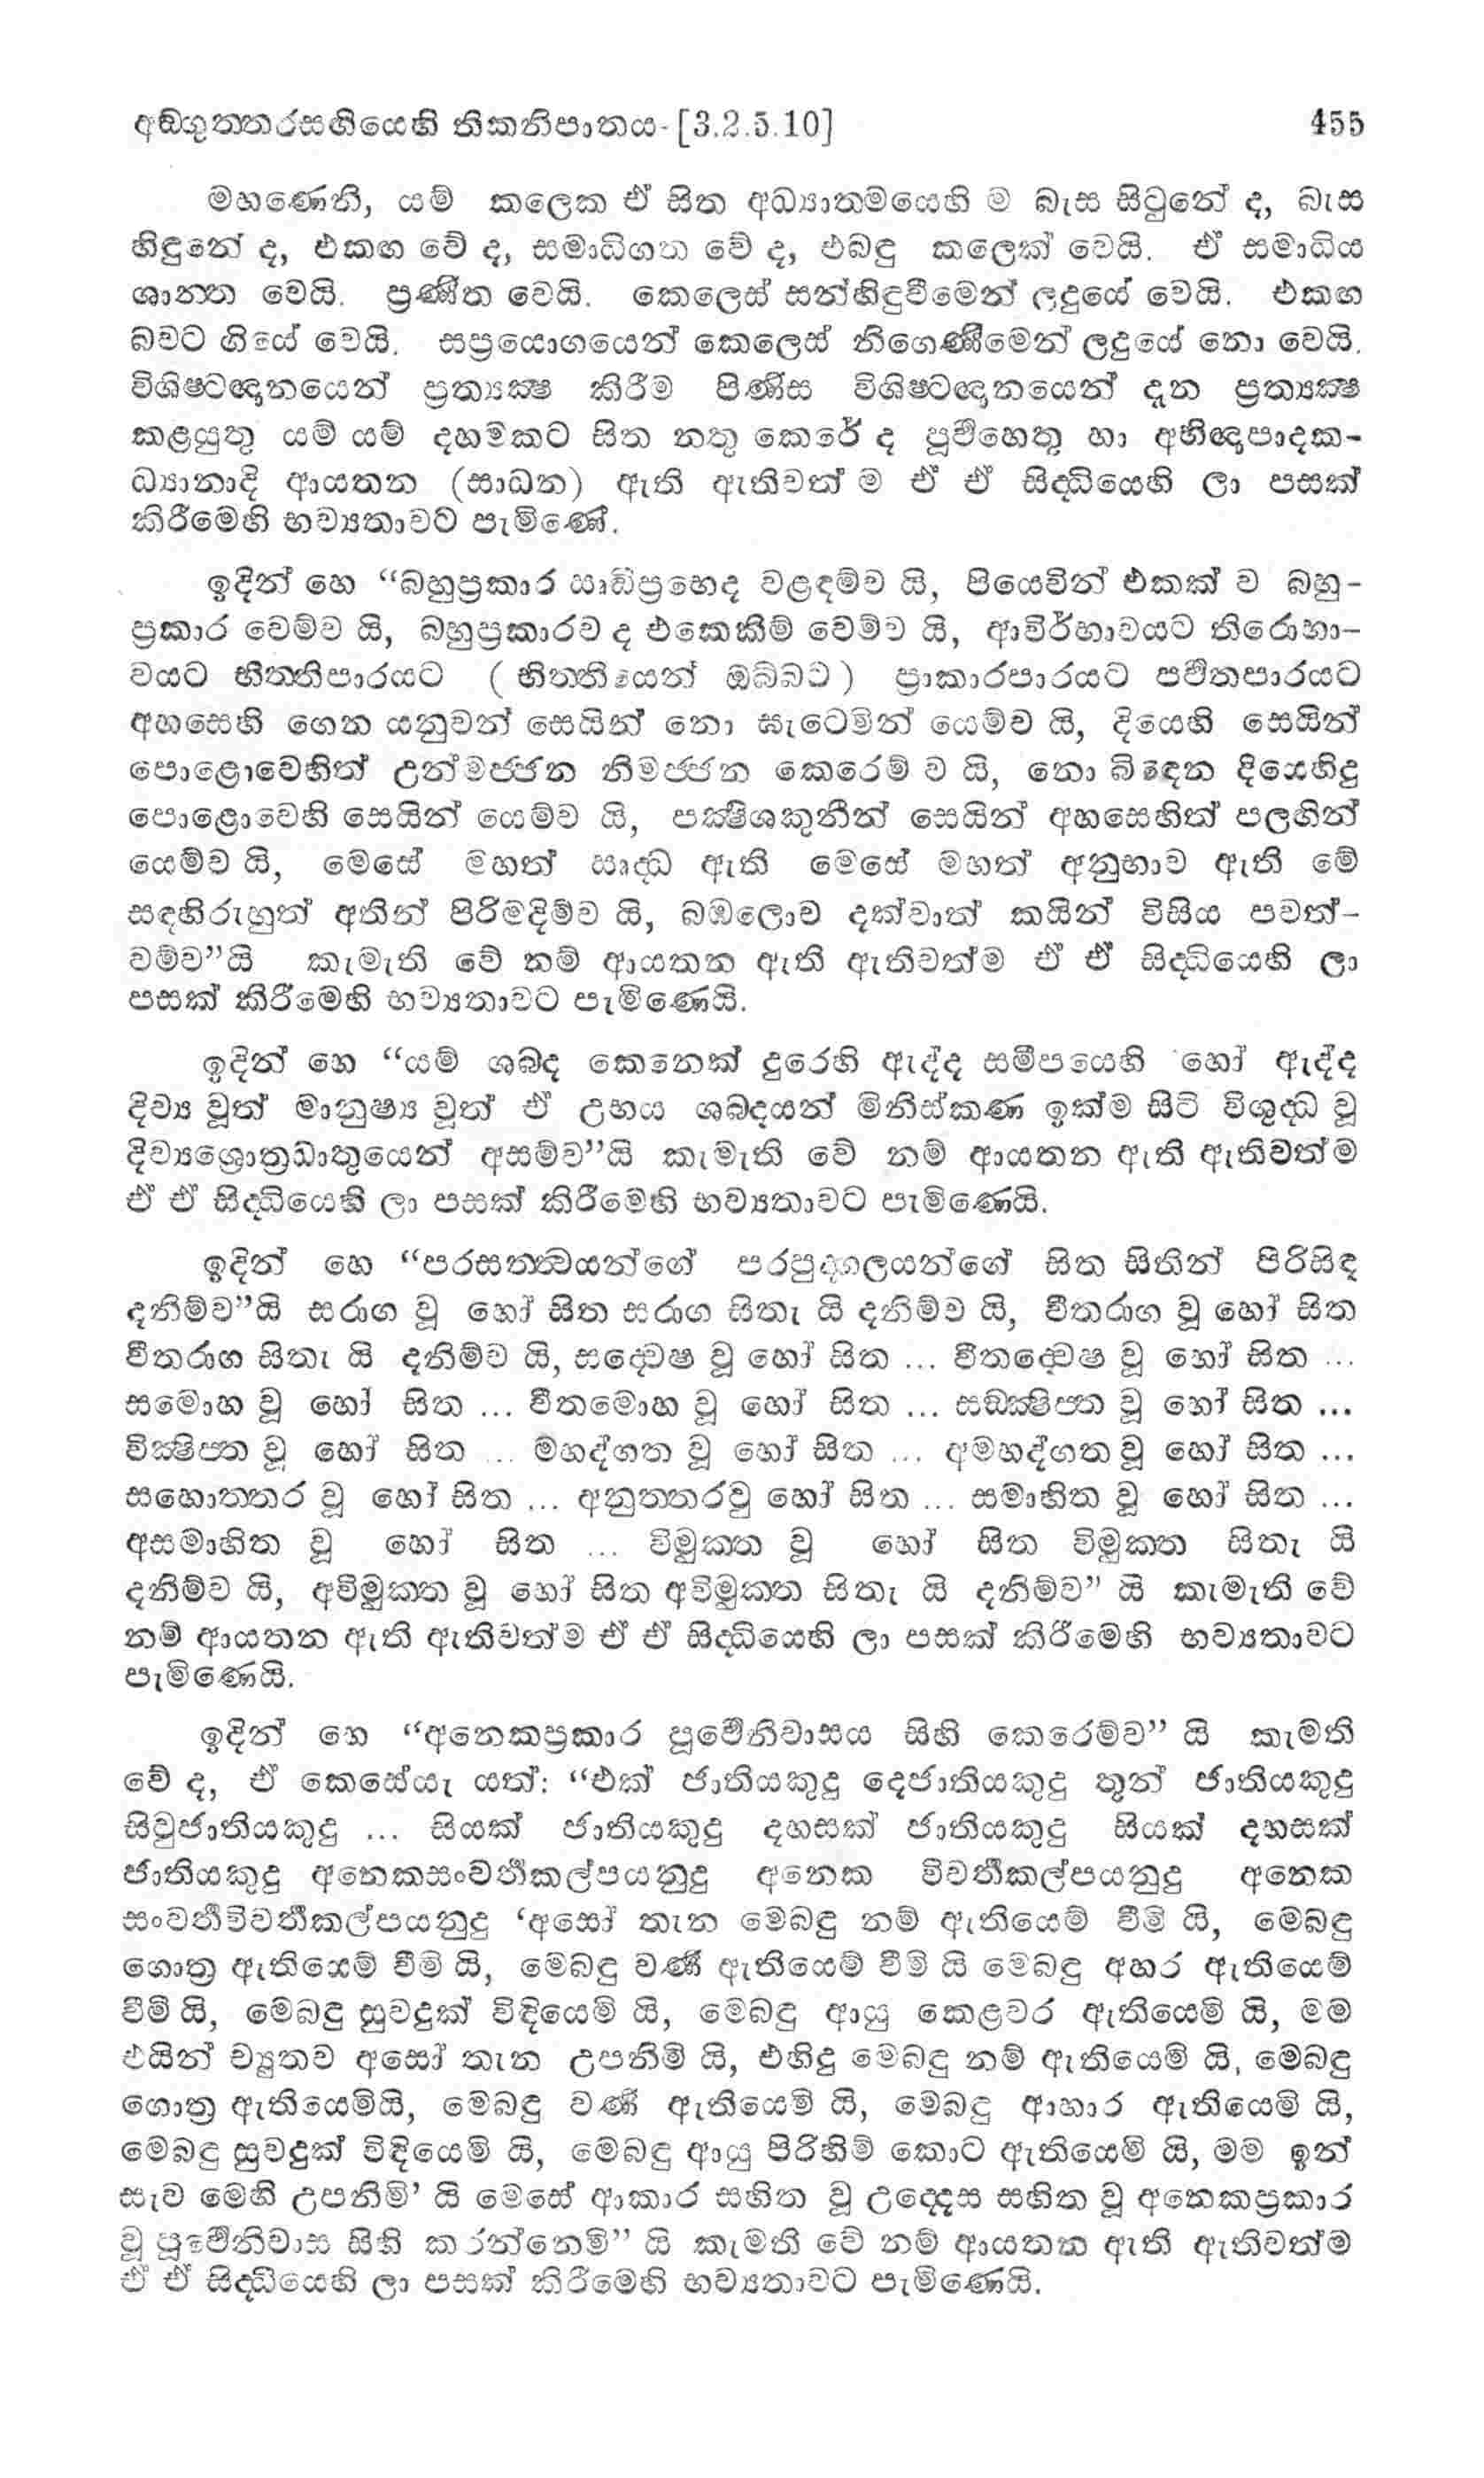 අඞ්ගුත්තරසඟියෙහි තිකනිපාතය-[3.2.5.10] 455
මහණෙනි, යම් කලෙක ඒ සිත අධ්‍යාත්මයෙහි ම බැස සිටුනේ ද, බැස
හිඳුනේ ද, එකඟ වේ ද, සමාධිගත වේ ද, එබඳු කලෙක් වෙයි. ඒ සමාධිය
ශාන්ත වෙයි. ප්‍රණීත වෙයි. කෙලෙස් සන්හිඳුවීමෙන් ලදුයේ වෙයි. එකඟ
බවට ගියේ වෙයි. සප්‍රයොගයෙන් කෙලෙස් නිගෙණීමෙන් ලදුයේ නො වෙයි.
විශිෂ්ටඥානයෙන් ප්‍රත්‍යක්‍ෂ කිරීම පිණිස විශිෂ්ටඥානයෙන් දැන ප්‍රත්‍යක්‍ෂ
කළයුතු යම් යම් දහමකට සිත නතු කෙරේ ද පූර්‍වහෙතු හා අභිඥාපාදක-
ධ්‍යානාදි ආයතන (සාධන) ඇති ඇතිවත් ම ඒ ඒ සිද්ධියෙහි ලා පසක්
කිරීමෙහි භව්‍යතාවට පැමිණේ.
ඉදින් හෙ “බහුප්‍රකාර ඍද්ධිප්‍රභෙද වළඳම්ව යි, පියෙවින් එකක් ව බහු-
ප්‍රකාර වෙම්ව යි, බහුප්‍රකාරව ද එකෙකිම් වෙම්ව යි, ආවිර්භාවයට තිරොභා-
වයට භිත්තිපාරයට (භිත්තියෙන් ඔබ්බට) ප්‍රාකාරපාරයට පර්‍වතපාරයට
අහසෙහි ගෙන යනුවන් සෙයින් නො ඝැටෙමින් යෙම්ව යි, දියෙහි සෙයින්
පොළොවෙහින් උන්මජ්ජන නිමජ්ජන කෙරෙම් ව යි, නො බිඳෙන දියෙහිදු
පොළොවෙහි සෙයින් යෙම්ව යි, පක්‍ෂිශකුනීන් සෙයින් අහසෙහිත් පලඟින්
යෙම්ව යි, මෙසේ මහත් ඍද්ධි ඇති මෙසේ මහත් අනුභාව ඇති මේ
සඳහිරුහුත් අතින් පිරිමදිම්ව යි, බඹලොව දක්වාත් කයින් විසිය පවත්-
වම්ව”යි කැමැති වේ නම් ආයතන ඇති ඇතිවත්ම ඒ ඒ සිද්ධියෙහි ලා
පසක් කිරීමෙහි භව්‍යතාවට පැමිණෙයි.
ඉදින් හෙ “යම් ශබ්ද කෙනෙක් දුරෙහි ඇද්ද සමීපයෙහි හෝ ඇද්ද
දිව්‍ය වූත් මානුෂ්‍ය වූත් ඒ උභය ශබ්දයන් මිනිස්කණ ඉක්ම සිටි විශුද්ධ වූ
දිව්‍යශ්‍රොත්‍රධාතුයෙන් අසම්ව”යි කැමැති වේ නම් ආයතන ඇති ඇතිවත්ම
ඒ ඒ සිද්ධියෙහි ලා පසක් කිරීමෙහි භව්‍යතාවට පැමිණෙයි.
ඉදින් හෙ “පරසත්ත්‍වයන්ගේ පරපුද්ගලයන්ගේ සිත සිතින් පිරිසිඳ
දනිම්ව”යි සරාග වූ හෝ සිත සරාග සිතැ යි දනිම්ව යි, වීතරාග වූ හෝ සිත
වීතරාග සිතැ යි දනිම්ව යි, සද්වේෂ වූ හෝ සිත ... වීතද්වේෂ වූ හෝ සිත ...
සමොහ වූ හෝ සිත ... වීතමොහ වූ හෝ සිත ... සඞ්ක්‍ෂිප්ත වූ හෝ සිත ...
වික්‍ෂිප්ත වූ හෝ සිත ... මහද්ගත වූ හෝ සිත ... අමහද්ගත වූ හෝ සිත ...
සහොත්තර වූ හෝ සිත ... අනුත්තරවු හෝ සිත ... සමාහිත වූ හෝ සිත ...
අසමාහිත වූ හෝ සිත ... විමුක්ත වූ හෝ සිත විමුක්ත සිතැ යි
දනිම්ව යි, අවිමුක්ත වූ හෝ සිත අවිමුක්ත සිතැ යි දනිම්ව” යි කැමැති වේ
නම් ආයතන ඇති ඇතිවත්ම ඒ ඒ සිද්ධියෙහි ලා පසක් කිරීමෙහි භව්‍යතාවට
පැමිණෙයි.
ඉදින් හෙ “අනෙකප්‍රකාර පූර්‍වෙනිවාසය සිහි කෙරෙම්ව” යි කැමති
වේ ද, ඒ කෙසේයැ යත්: “එක් ජාතියකුදු දෙජාතියකුදු තුන් ජාතියකුදු
සිවුජාතියකුදු ... සියක් ජාතියකුදු දහසක් ජාතියකුදු සියක් දහසක්
ජාතියකුදු අනෙකසංවර්‍තකල්පයනුදු අනෙක විවර්‍තකල්පයනුදු අනෙක
සංවර්‍තවිවර්‍තකල්පයනුදු ‘අසෝ තැන මෙබඳු නම් ඇතියෙම් වීමි යි, මෙබඳු
ගොත්‍ර ඇතියෙම් වීමි යි, මෙබඳු වර්‍ණ ඇතියෙම් වීමි යි මෙබඳු අහර ඇතියෙම්
වීමි යි, මෙබඳු සුවදුක් වින්‍දියෙමි යි, මෙබඳු ආයු කෙළවර ඇතියෙමි යි, මම
එයින් ච්‍යුතව අසෝ තැන උපනිමි යි, එහිදු මෙබඳු නම් ඇතියෙමි යි, මෙබඳු
ගොත්‍ර ඇතියෙමියි, මෙබඳු වර්‍ණ ඇතියෙමි යි, මෙබඳු ආහාර ඇතියෙමි යි,
මෙබඳු සුවදුක් වින්‍දියෙමි යි, මෙබඳු ආයු පිරිහිම් කොට ඇතියෙමි යි, මම ඉන්
සැව මෙහි උපනිමි’ යි මෙසේ ආකාර සහිත වූ උද්දෙස සහිත වූ අනෙකප්‍රකාර
වූ පූර්‍වෙනිවාස සිහි කරන්නෙමි” යි කැමති වේ නම් ආයතන ඇති ඇතිවත්ම
ඒ ඒ සිද්ධියෙහි ලා පසක් කිරීමෙහි භව්‍යතාවට පැමිණෙයි.